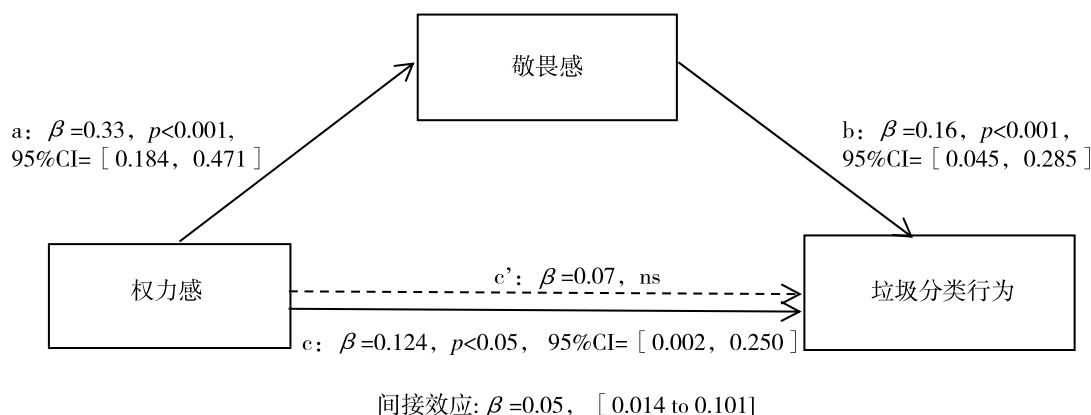 敬畏感
a: β=0.33, p<0.001,
95%CI=[0.184, 0.471]
b: β=0.16, p<0.001,
95%CI=[0.045, 0.285]
权力感
c’: β=0.07, ns
垃圾分类行为
c: β=0.124, p<0.05, 95%CI=[0.002, 0.250]
间接效应: β=0.05, [0.014 to 0.101]